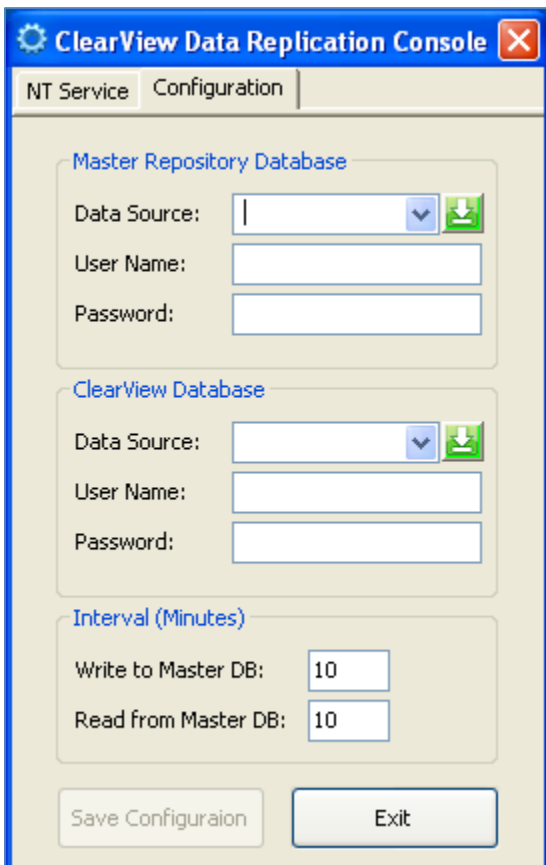 ClearView Data Replication Console
NT Service Configuration
Master Repository Database
Data Source:
User Name:
Password:
ClearView Database
Data Source:
User Name:
Password:
Interval (Minutes)
Write to Master DB: 10
Read from Master DB: 10
Save Configuraion Exit